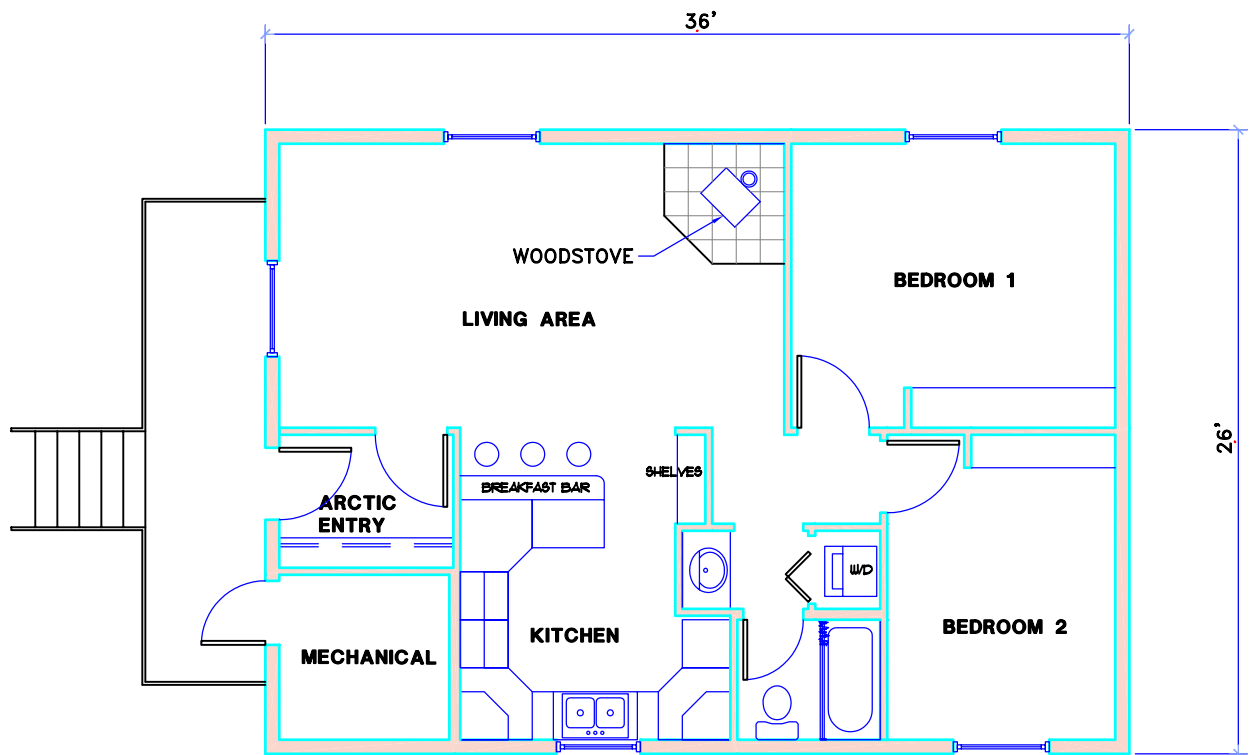 36'
WOODSTOVE
BEDROOM 1
LIVING AREA
26'
SHELVES
BREAKFAST BAR
ARCTIC
ENTRY
W/D
KITCHEN
BEDROOM 2
MECHANICAL